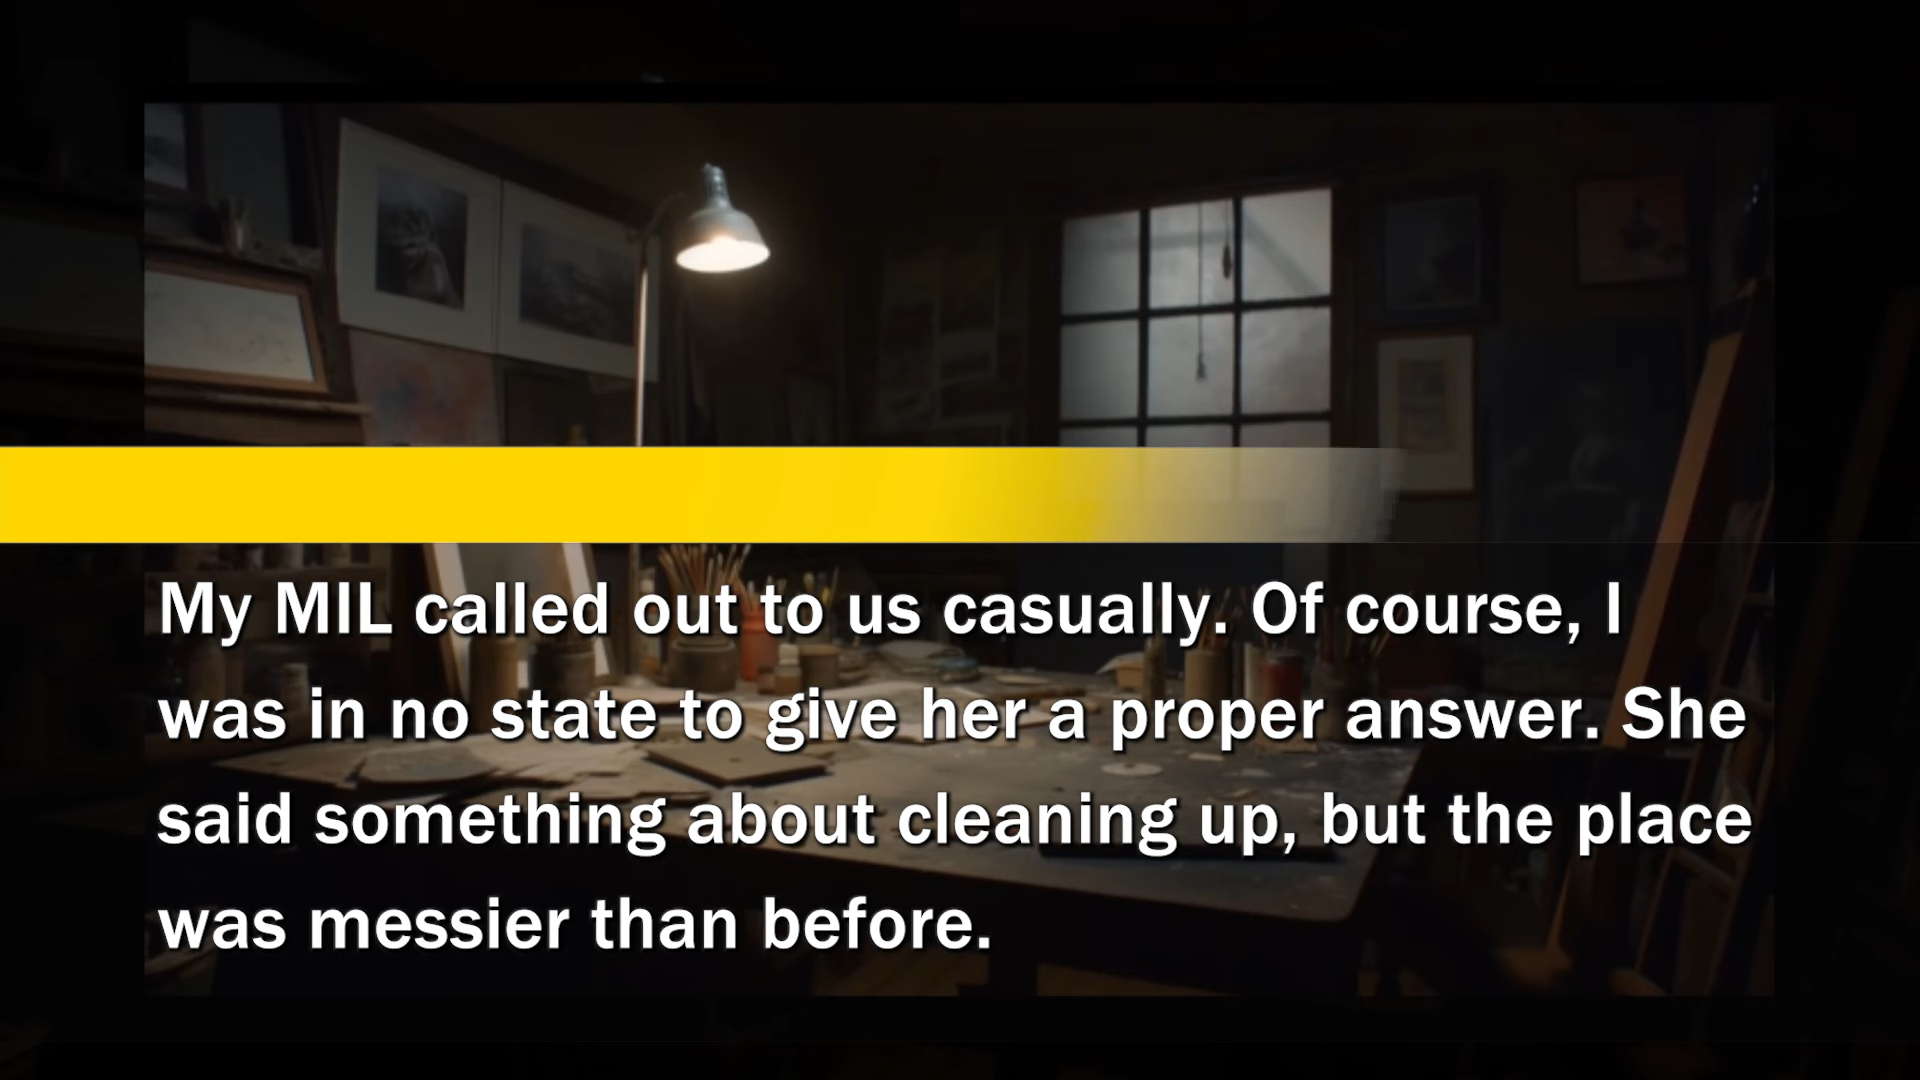 My MIL called out to us casually. Of course, I
was in no state to give her a proper answer. She
said something about cleaning up, but the place
was messier than before.